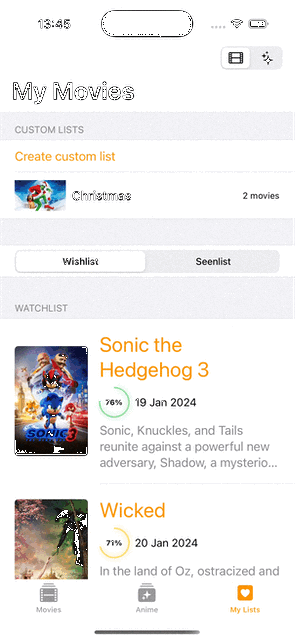 13:45
My Movies
CUSTOM LISTS
Create custom list
Christmas
2 movies
Wishlist
Seenlist
WATCHLIST
Sonic the
Hedgehog 3
76%
19 Jan 2024
Sonic, Knuckles, and Tails
reunite against a powerful new
adversary, Shadow, a mysterio...
SONIC 3
Wicked
71%
20 Jan 2024
In the land of Oz, ostracized and
Movies
Anime
My Lists